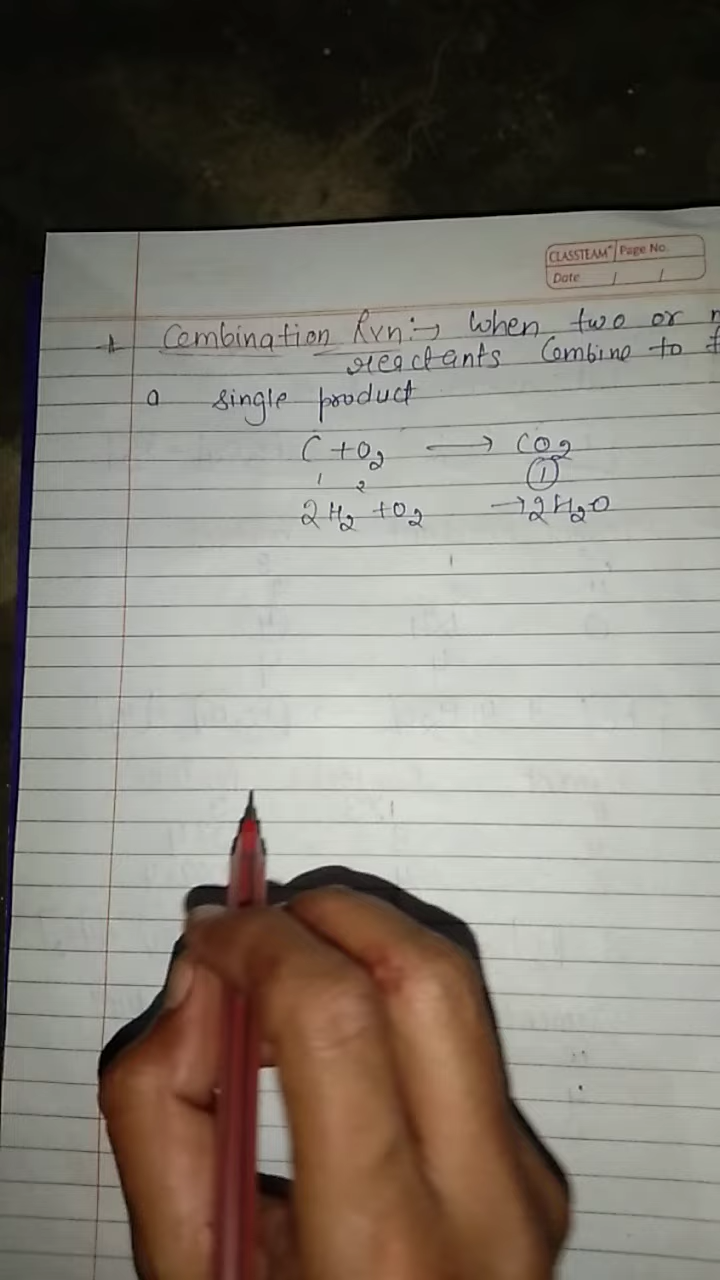 CLASSTEAM Page No.
Date / /
Combination Rxn:→ When two or
reactants Combine to
a single product
C + O₂ ⟶ CO₂
1 2 ①
2H₂ + O₂ → 2H₂O